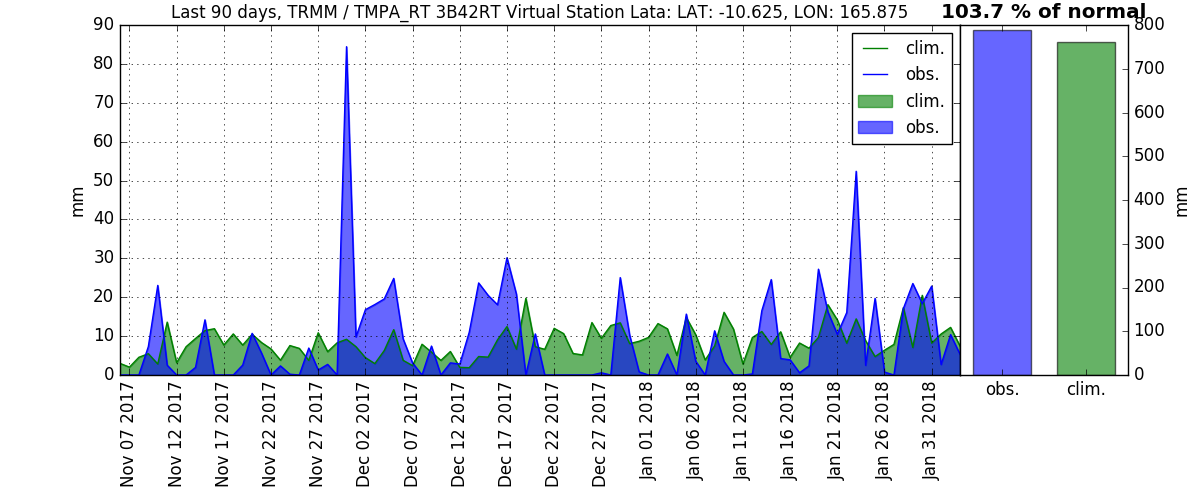 Last 90 days, TRMM / TMPA_RT 3B42RT Virtual Station Lata: LAT: -10.625, LON: 165.875
103.7 % of normal
clim.
obs.
clim.
obs.
mm
90
80
70
60
50
40
30
20
10
0
Nov 07 2017
Nov 12 2017
Nov 17 2017
Nov 22 2017
Nov 27 2017
Dec 02 2017
Dec 07 2017
Dec 12 2017
Dec 17 2017
Dec 22 2017
Dec 27 2017
Jan 01 2018
Jan 06 2018
Jan 11 2018
Jan 16 2018
Jan 21 2018
Jan 26 2018
Jan 31 2018
obs.
clim.
800
700
600
500
400
300
200
100
0
mm